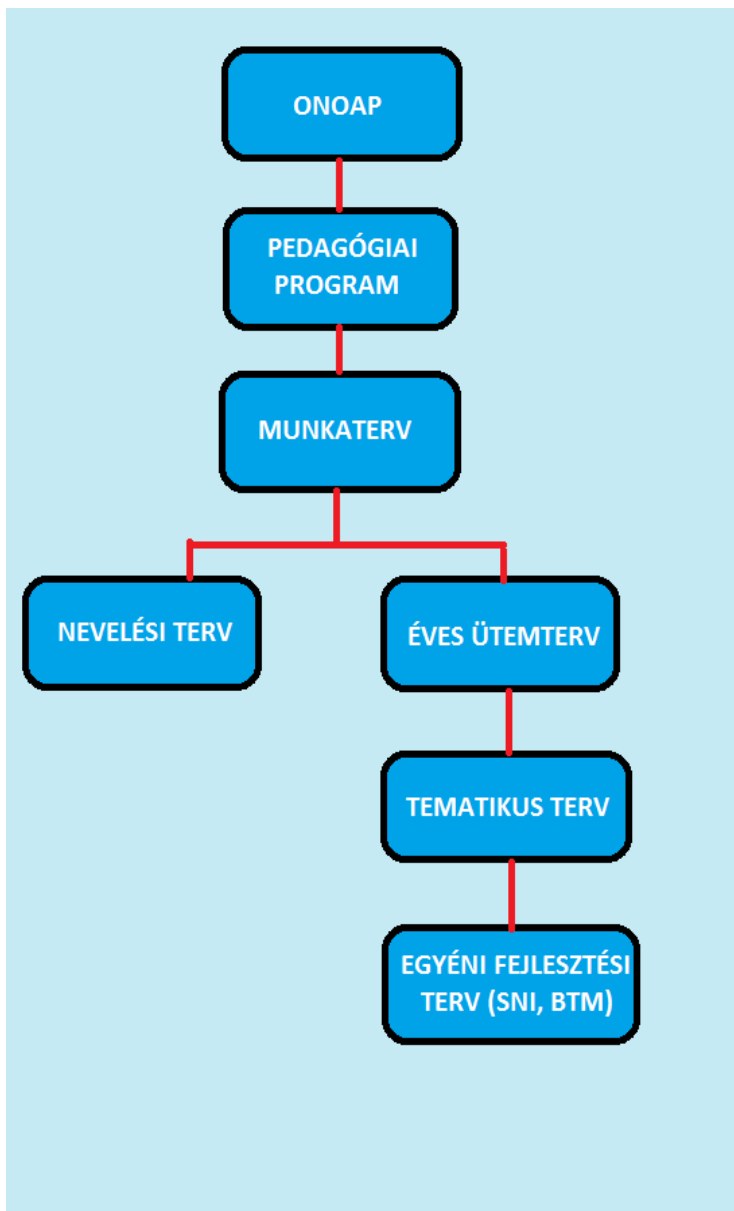 ONOAP
PEDAGÓGIAI
PROGRAM
MUNKATERV
NEVELÉSI TERV
ÉVES ÜTEMTERV
TEMATIKUS TERV
EGYÉNI FEJLESZTÉSI
TERV (SNI, BTM)